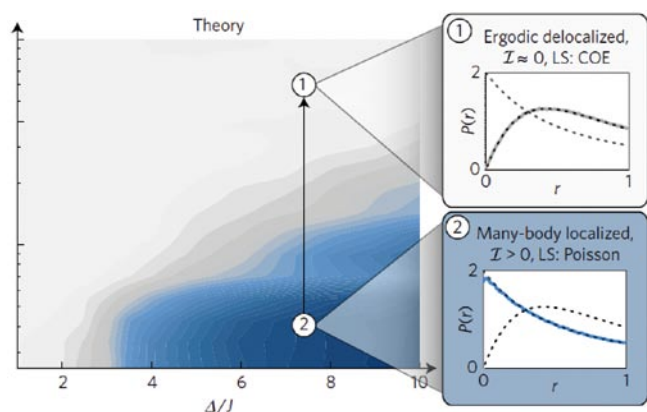 Theory
1
2
2
4
6
8
10
Δ/J
1
Ergodic delocalized,
I ≈ 0, LS: COE
2
P(r)
0
0
r
1
2
Many-body localized,
I > 0, LS: Poisson
2
P(r)
0
0
r
1